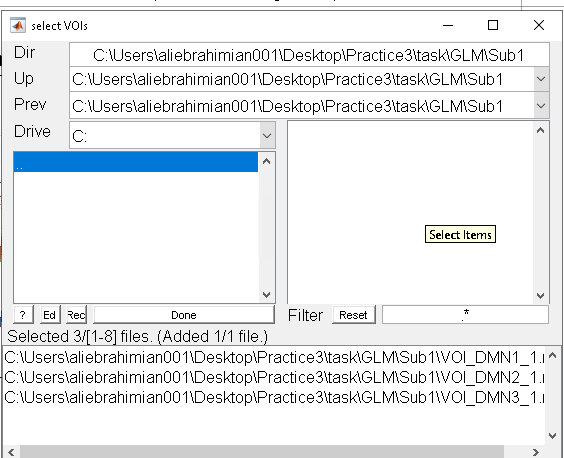 select VOIs
Dir C:\Users\aliebrahimian001\Desktop\Practice3\task\GLM\Sub1
Up C:\Users\aliebrahimian001\Desktop\Practice3\task\GLM\Sub1
Prev C:\Users\aliebrahimian001\Desktop\Practice3\task\GLM\Sub1
Drive C:
..
Select Items
? Ed Rec Done Filter Reset .*
Selected 3/[1-8] files. (Added 1/1 file.)
C:\Users\aliebrahimian001\Desktop\Practice3\task\GLM\Sub1\VOI_DMN1_1.
C:\Users\aliebrahimian001\Desktop\Practice3\task\GLM\Sub1\VOI_DMN2_1.
C:\Users\aliebrahimian001\Desktop\Practice3\task\GLM\Sub1\VOI_DMN3_1.